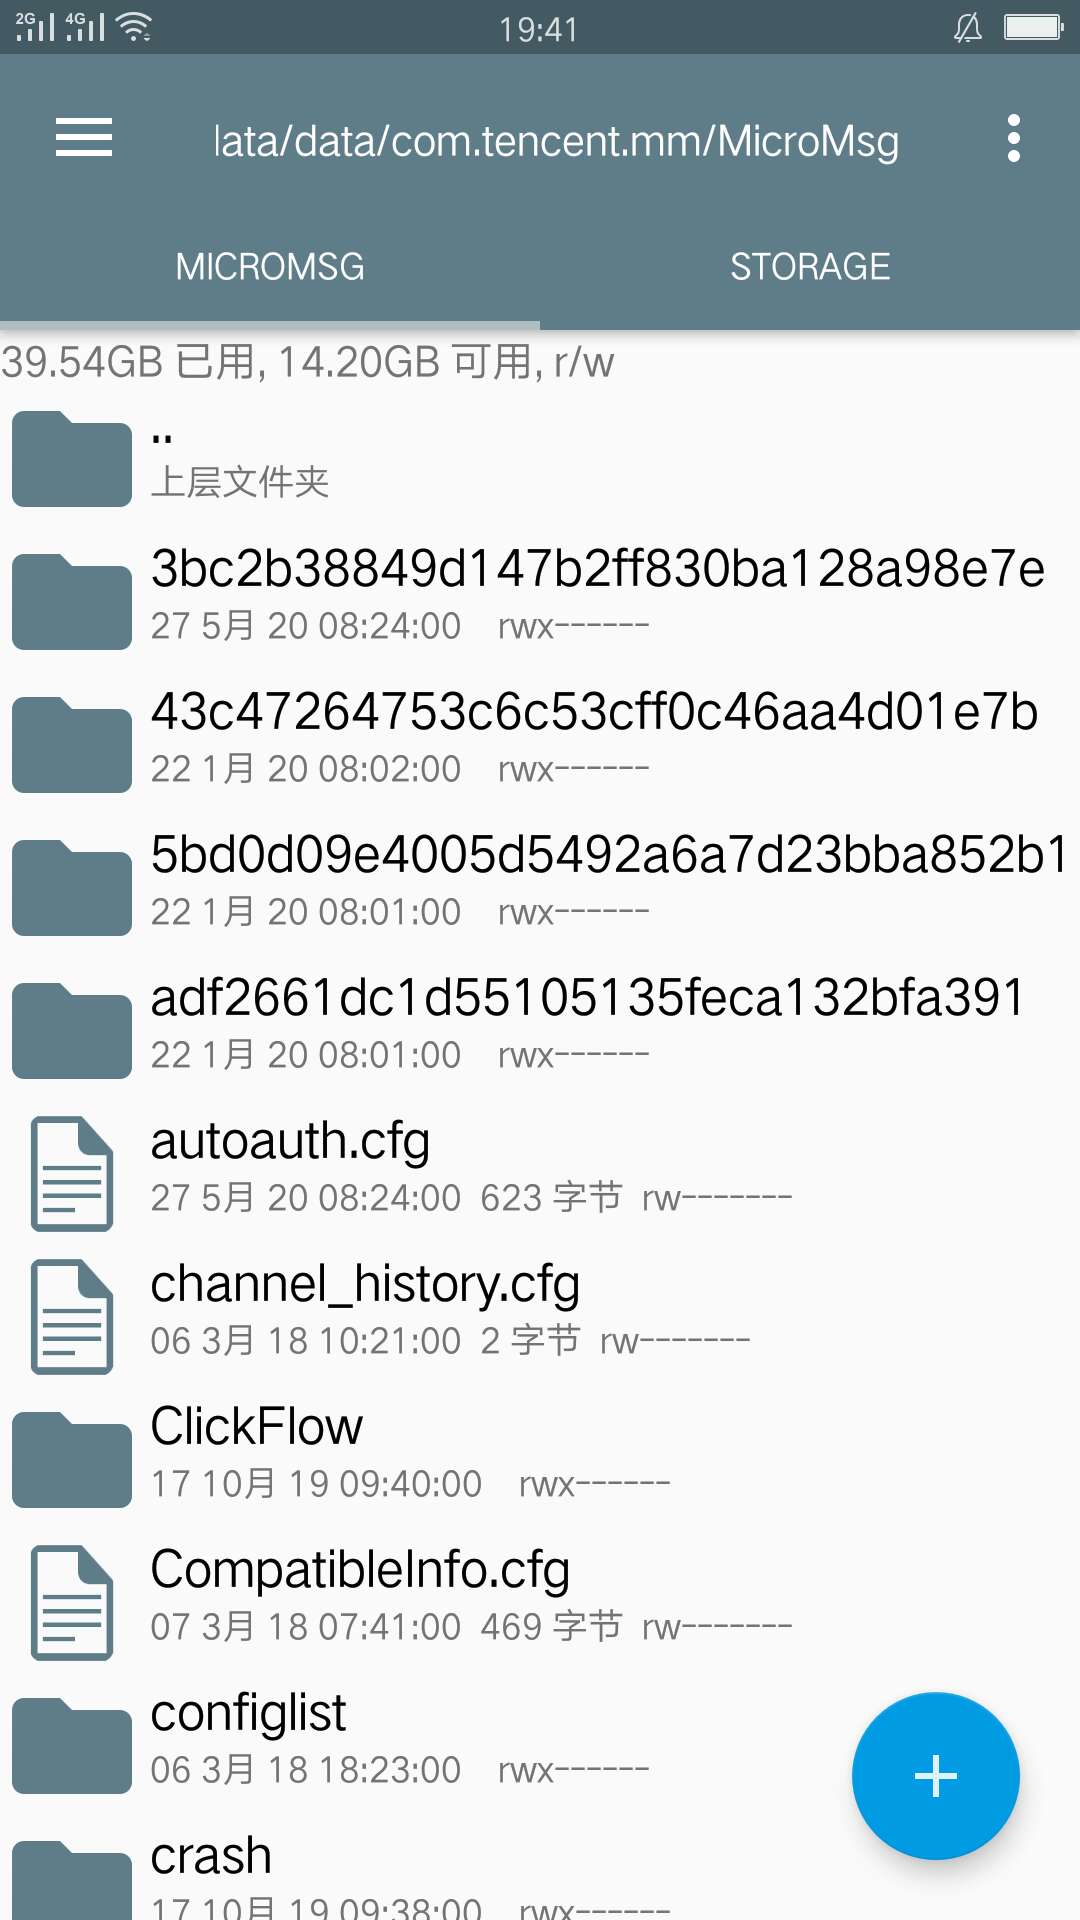 2G 4G 19:41
data/data/com.tencent.mm/MicroMsg
MICROMSG STORAGE
39.54GB 已用, 14.20GB 可用, r/w
..
上层文件夹
3bc2b38849d147b2ff830ba128a98e7e
27 5月 20 08:24:00 rwx------
43c47264753c6c53cff0c46aa4d01e7b
22 1月 20 08:02:00 rwx------
5bd0d09e4005d5492a6a7d23bba852b1
22 1月 20 08:01:00 rwx------
adf2661dc1d55105135feca132bfa391
22 1月 20 08:01:00 rwx------
autoauth.cfg
27 5月 20 08:24:00 623 字节 rw-------
channel_history.cfg
06 3月 18 10:21:00 2 字节 rw-------
ClickFlow
17 10月 19 09:40:00 rwx------
CompatibleInfo.cfg
07 3月 18 07:41:00 469 字节 rw-------
configlist
06 3月 18 18:23:00 rwx------
crash
17 10月 19 09:38:00 rwx------